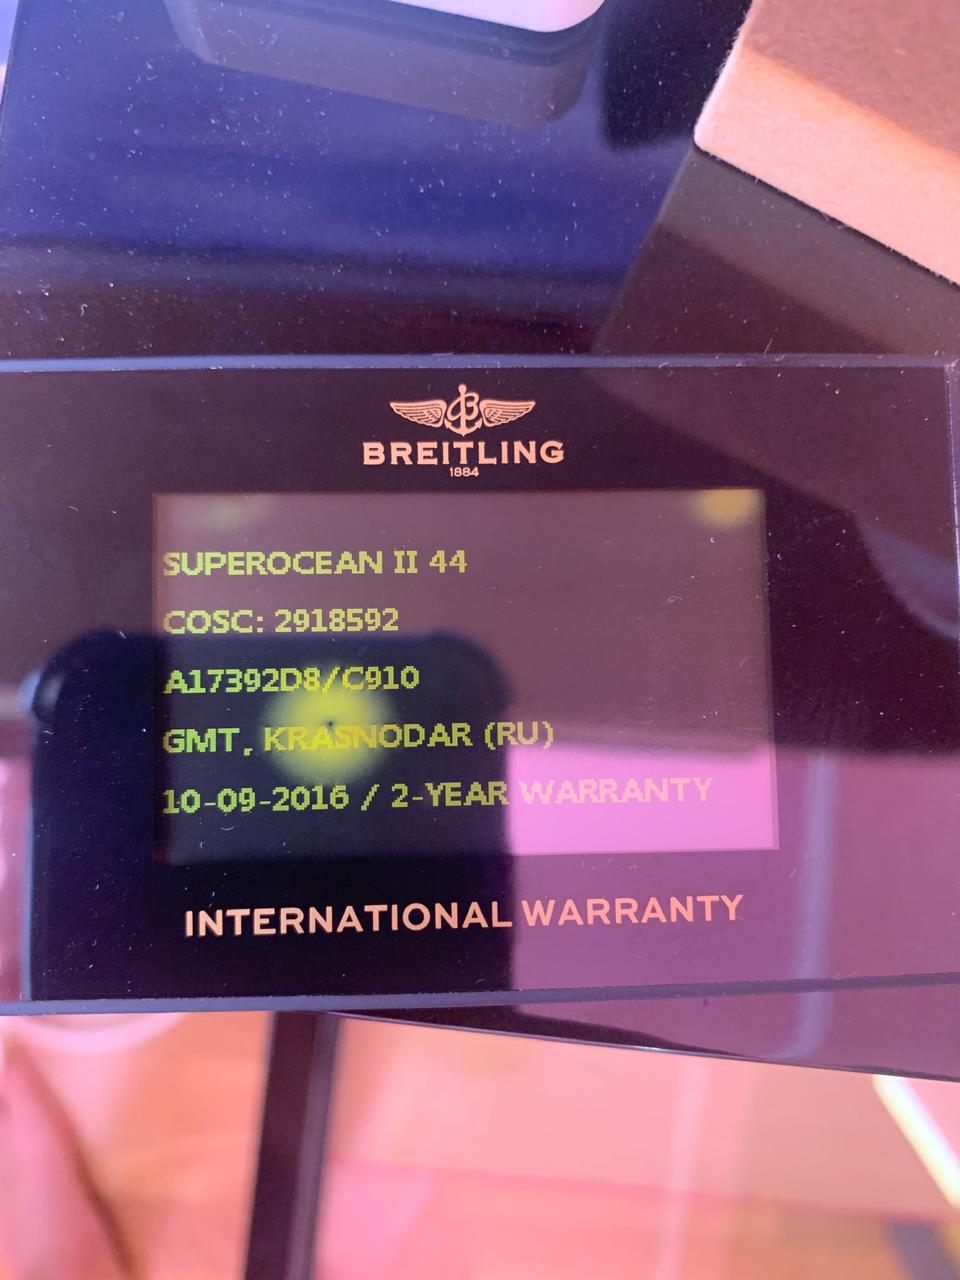 BREITLING
1884
SUPEROCEAN II 44
COSC: 2918592
A17392D8/C910
GMT, KRASNODAR (RU)
10-09-2016 / 2-YEAR WARRANTY
INTERNATIONAL WARRANTY